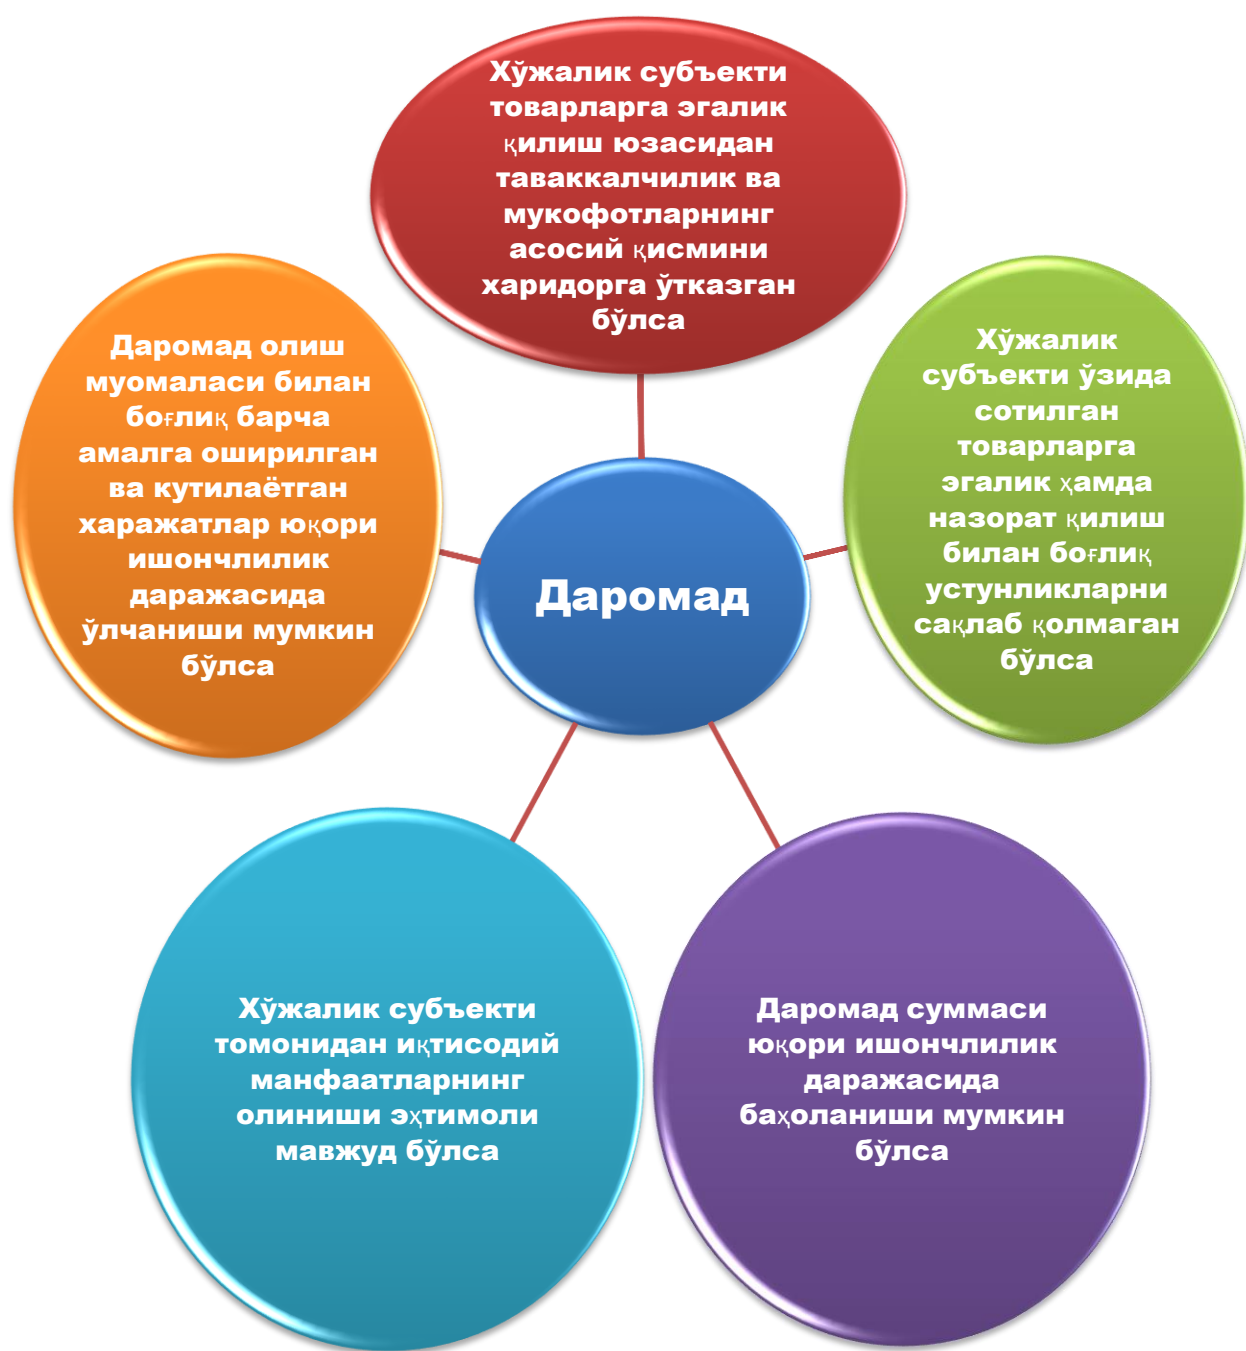 Хўжалик субъекти
товарларга эгалик
қилиш юзасидан
таваккалчилик ва
мукофотларнинг
асосий қисмини
харидорга ўтказган
бўлса
Хўжалик
субъекти ўзида
сотилган
товарларга
эгалик ҳамда
назорат қилиш
билан боғлиқ
устунликларни
сақлаб қолмаган
бўлса
Даромад суммаси
юқори ишончлилик
даражасида
баҳоланиши мумкин
бўлса
Хўжалик субъекти
томонидан иқтисодий
манфаатларнинг
олиниши эҳтимоли
мавжуд бўлса
Даромад олиш
муомаласи билан
боғлиқ барча
амалга оширилган
ва кутилаётган
харажатлар юқори
ишончлилик
даражасида
ўлчаниши мумкин
бўлса
Даромад